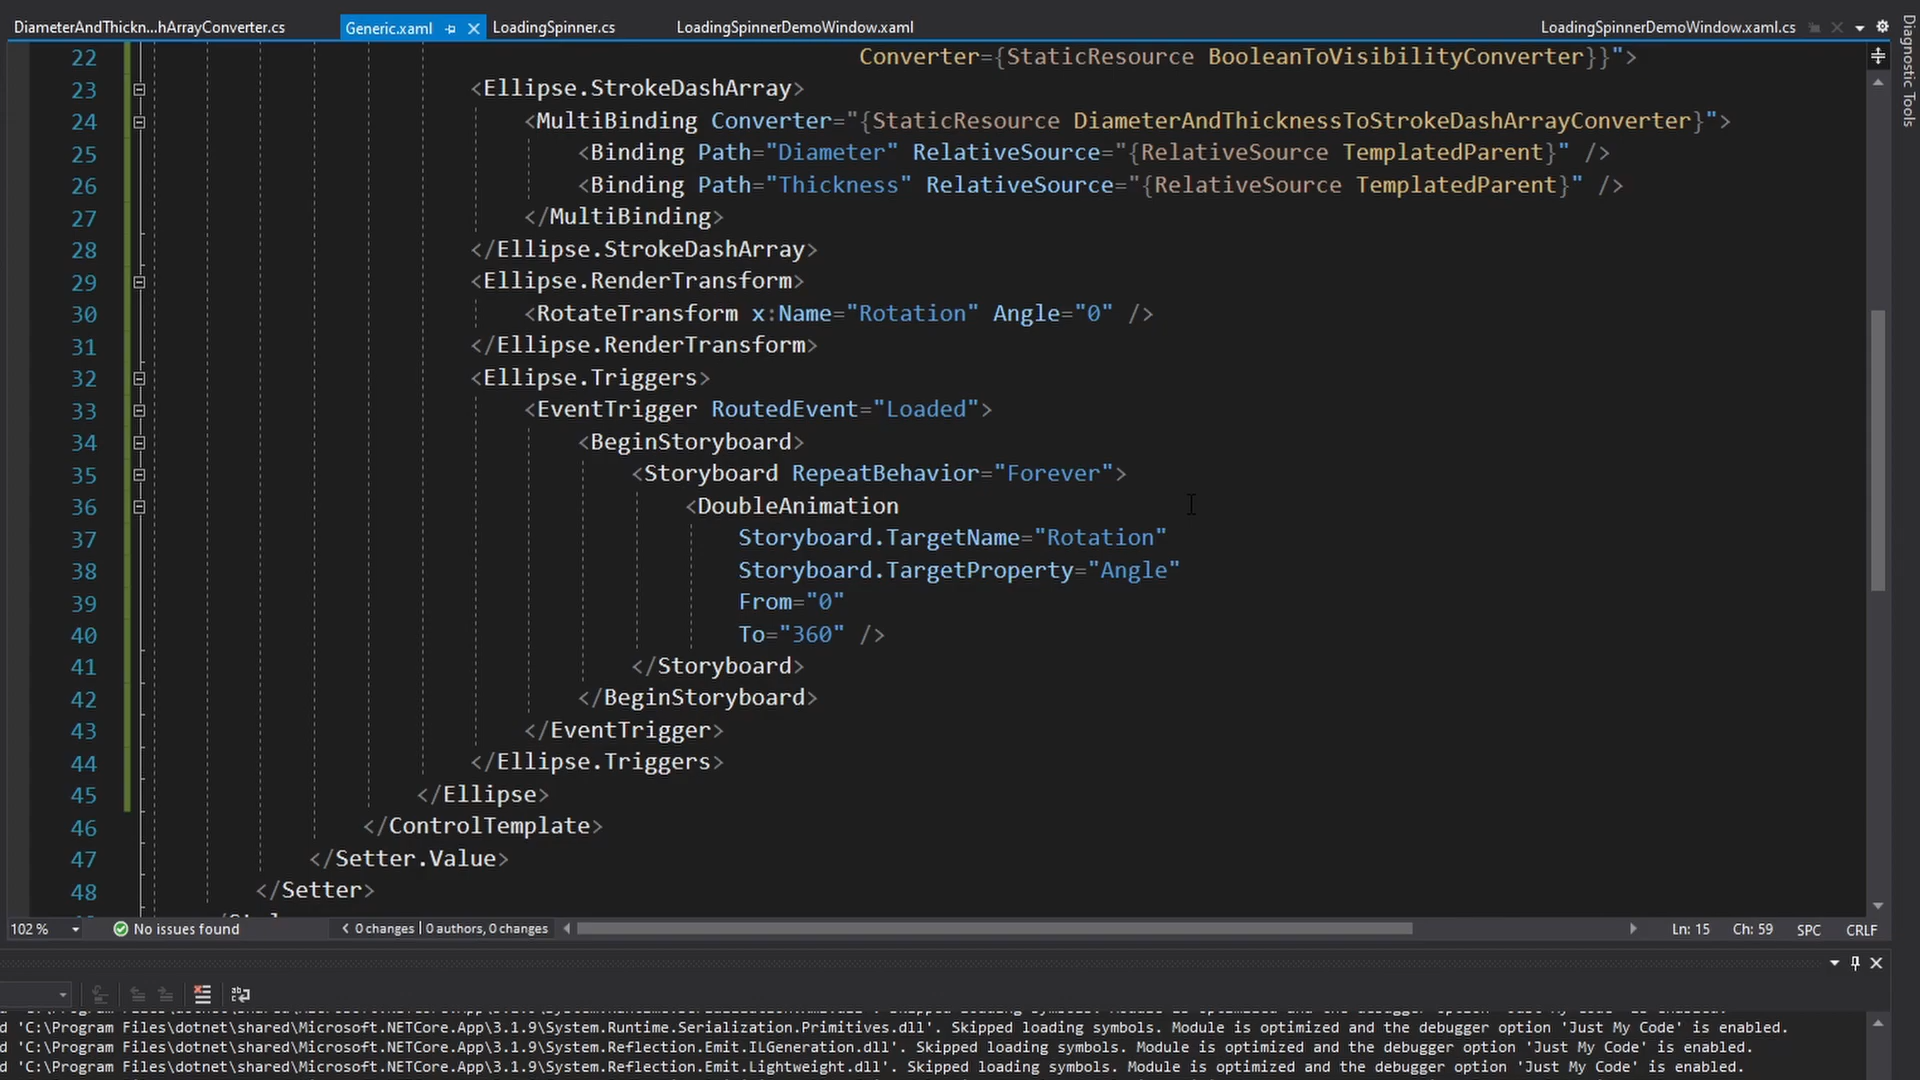 DiameterAndThickn...hArrayConverter.cs
Generic.xaml
LoadingSpinner.cs
LoadingSpinnerDemoWindow.xaml
LoadingSpinnerDemoWindow.xaml.cs
Diagnostic Tools
22 Converter={StaticResource BooleanToVisibilityConverter}}">
23 <Ellipse.StrokeDashArray>
24 <MultiBinding Converter="{StaticResource DiameterAndThicknessToStrokeDashArrayConverter}">
25 <Binding Path="Diameter" RelativeSource="{RelativeSource TemplatedParent}" />
26 <Binding Path="Thickness" RelativeSource="{RelativeSource TemplatedParent}" />
27 </MultiBinding>
28 </Ellipse.StrokeDashArray>
29 <Ellipse.RenderTransform>
30 <RotateTransform x:Name="Rotation" Angle="0" />
31 </Ellipse.RenderTransform>
32 <Ellipse.Triggers>
33 <EventTrigger RoutedEvent="Loaded">
34 <BeginStoryboard>
35 <Storyboard RepeatBehavior="Forever">
36 <DoubleAnimation
37 Storyboard.TargetName="Rotation"
38 Storyboard.TargetProperty="Angle"
39 From="0"
40 To="360" />
41 </Storyboard>
42 </BeginStoryboard>
43 </EventTrigger>
44 </Ellipse.Triggers>
45 </Ellipse>
46 </ControlTemplate>
47 </Setter.Value>
48 </Setter>
102 % No issues found 0 changes | 0 authors, 0 changes Ln: 15 Ch: 59 SPC CRLF
d 'C:\Program Files\dotnet\shared\Microsoft.NETCore.App\3.1.9\System.Runtime.Serialization.Primitives.dll'. Skipped loading symbols. Module is optimized and the debugger option 'Just My Code' is enabled.
d 'C:\Program Files\dotnet\shared\Microsoft.NETCore.App\3.1.9\System.Reflection.Emit.ILGeneration.dll'. Skipped loading symbols. Module is optimized and the debugger option 'Just My Code' is enabled.
d 'C:\Program Files\dotnet\shared\Microsoft.NETCore.App\3.1.9\System.Reflection.Emit.Lightweight.dll'. Skipped loading symbols. Module is optimized and the debugger option 'Just My Code' is enabled.